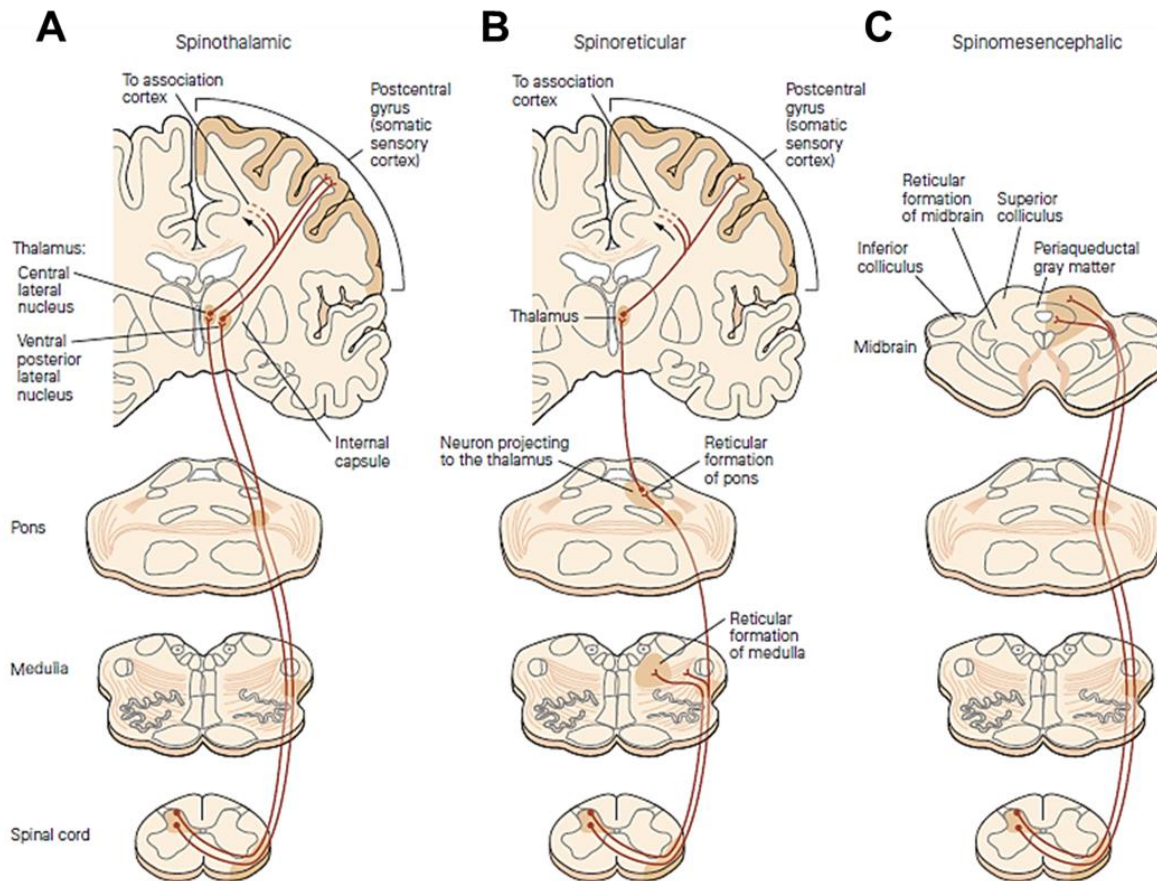 A
Spinothalamic
To association
cortex
Postcentral
gyrus
(somatic
sensory
cortex)
Thalamus:
Central
lateral
nucleus
Ventral
posterior
lateral
nucleus
Internal
capsule
Pons
Medulla
Spinal cord
B
Spinoreticular
To association
cortex
Postcentral
gyrus
(somatic
sensory
cortex)
Thalamus
Neuron projecting
to the thalamus
Reticular
formation
of pons
Reticular
formation
of medulla
C
Spinomesencephalic
Reticular
formation
of midbrain
Superior
colliculus
Inferior
colliculus
Periaqueductal
gray matter
Midbrain